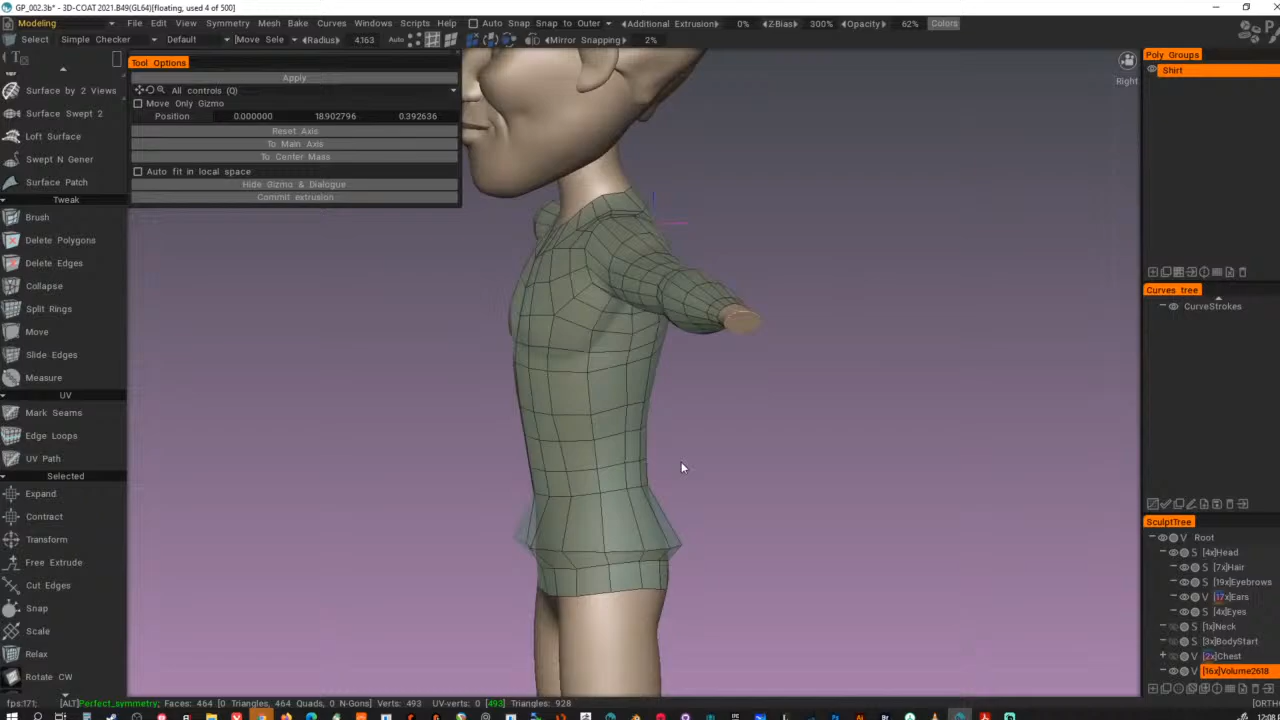 GP_002.3b* - 3D-COAT 2021.B49(GL64)[floating, used 4 of 500]
Modeling File Edit View Symmetry Mesh Bake Curves Windows Scripts Help Auto Snap Snap to Outer Additional Extrusion 0% Z-Bias 300% Opacity 62% Colors
Select Simple Checker Default Move Sele Radius 4.163 Auto Mirror Snapping 2%
Surface by 2 Views
Surface Swept 2
Loft Surface
Swept N Gener
Surface Patch
Tweak
Brush
Delete Polygons
Delete Edges
Collapse
Split Rings
Move
Slide Edges
Measure
UV
Mark Seams
Edge Loops
UV Path
Selected
Expand
Contract
Transform
Free Extrude
Cut Edges
Snap
Scale
Relax
Rotate CW
Tool Options
Apply
All controls (Q)
Move Only Gizmo
Position 0.000000 18.902796 0.392636
Reset Axis
To Main Axis
To Center Mass
Auto fit in local space
Hide Gizmo & Dialogue
Commit extrusion
Right
Poly Groups
Shirt
Curves tree
CurveStrokes
SculptTree
V Root
S [4x]Head
S [7x]Hair
S [19x]Eyebrows
V [17x]Ears
S [4x]Eyes
S [1x]Neck
S [3x]BodyStart
V [2x]Chest
V [16x]Volume2618
fps:171; [ALT]Perfect_symmetry; Faces: 464 [0 Tris, 464 Quads, 0 N-Gons] Verts: 493 UV-verts: 0 [493] Triangles: 928
[ORTH